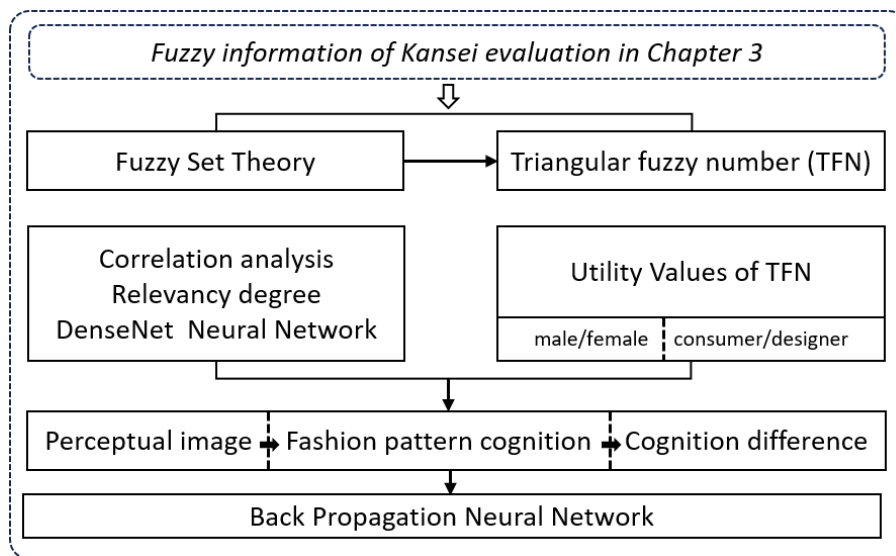 Fuzzy information of Kansei evaluation in Chapter 3
Fuzzy Set Theory
Triangular fuzzy number (TFN)
Correlation analysis
Relevancy degree
DenseNet Neural Network
Utility Values of TFN
male/female
consumer/designer
Perceptual image
Fashion pattern cognition
Cognition difference
Back Propagation Neural Network